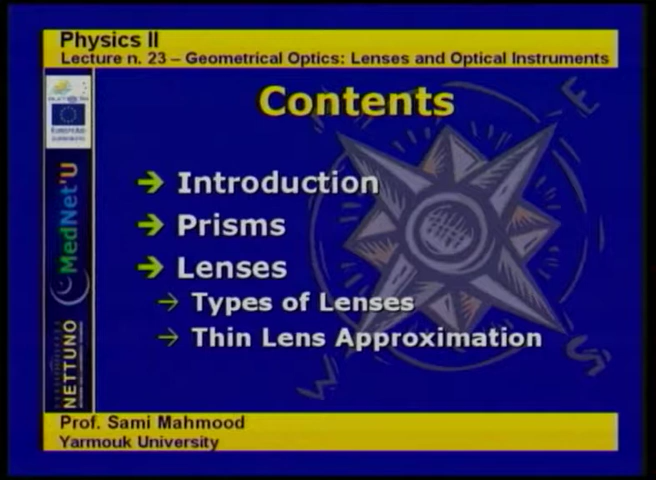 Physics II
Lecture n. 23 – Geometrical Optics: Lenses and Optical Instruments
Contents
Introduction
Prisms
Lenses
Types of Lenses
Thin Lens Approximation
MedNet'U
NETTUNO
E
S
W
Prof. Sami Mahmood
Yarmouk University